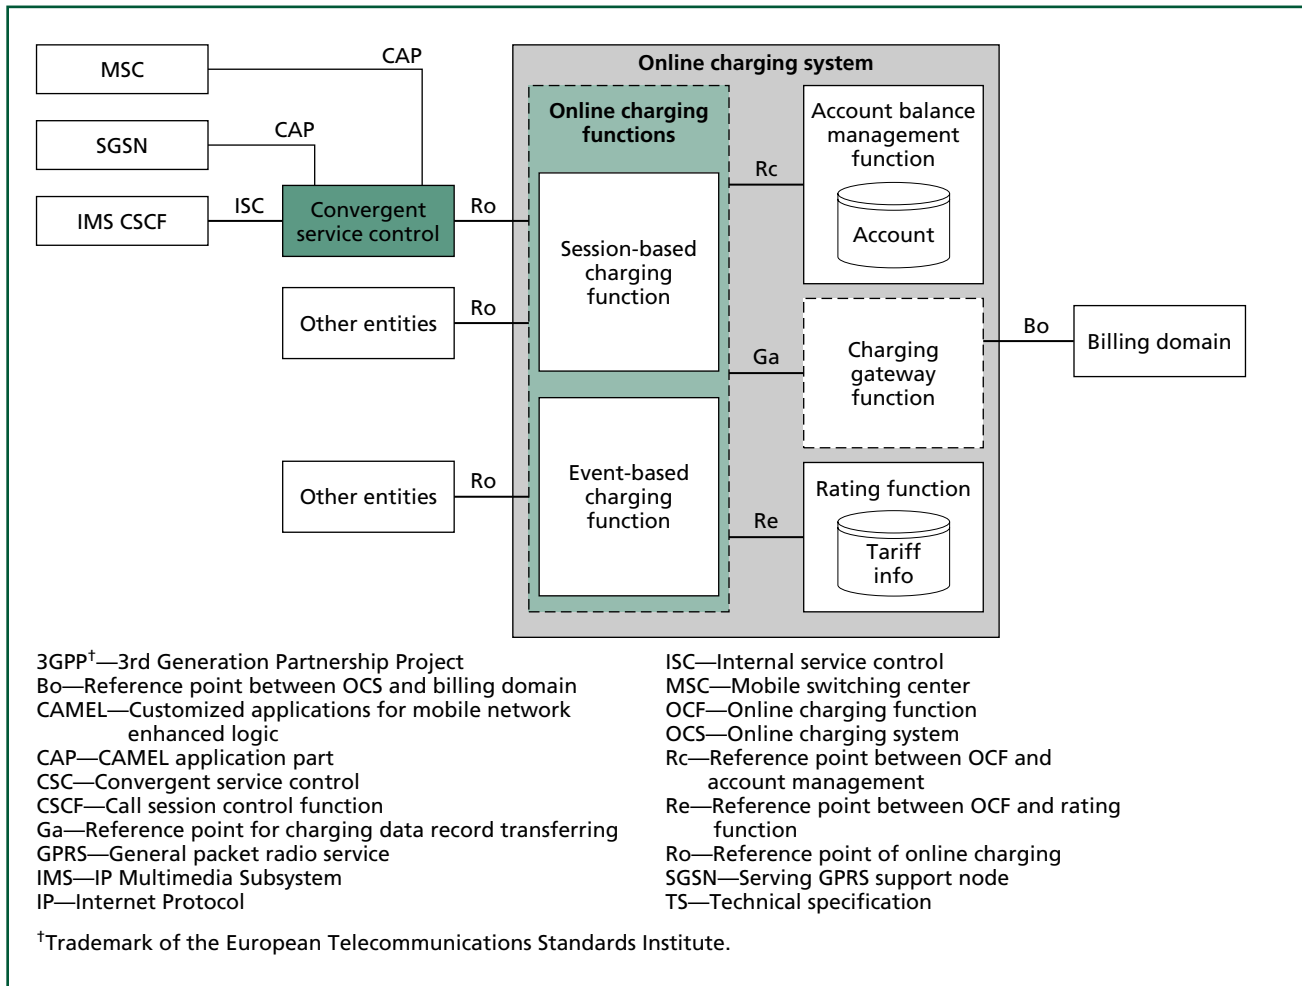 MSC
CAP
SGSN
CAP
IMS CSCF
ISC
Convergent
service control
Ro
Other entities
Ro
Other entities
Ro
Online charging system
Online charging
functions
Session-based
charging
function
Event-based
charging
function
Rc
Ga
Re
Account balance
management
function
Account
Charging
gateway
function
Rating function
Tariff
info
Bo
Billing domain
3GPP†—3rd Generation Partnership Project
Bo—Reference point between OCS and billing domain
CAMEL—Customized applications for mobile network
enhanced logic
CAP—CAMEL application part
CSC—Convergent service control
CSCF—Call session control function
Ga—Reference point for charging data record transferring
GPRS—General packet radio service
IMS—IP Multimedia Subsystem
IP—Internet Protocol
ISC—Internal service control
MSC—Mobile switching center
OCF—Online charging function
OCS—Online charging system
Rc—Reference point between OCF and
account management
Re—Reference point between OCF and rating
function
Ro—Reference point of online charging
SGSN—Serving GPRS support node
TS—Technical specification
†Trademark of the European Telecommunications Standards Institute.